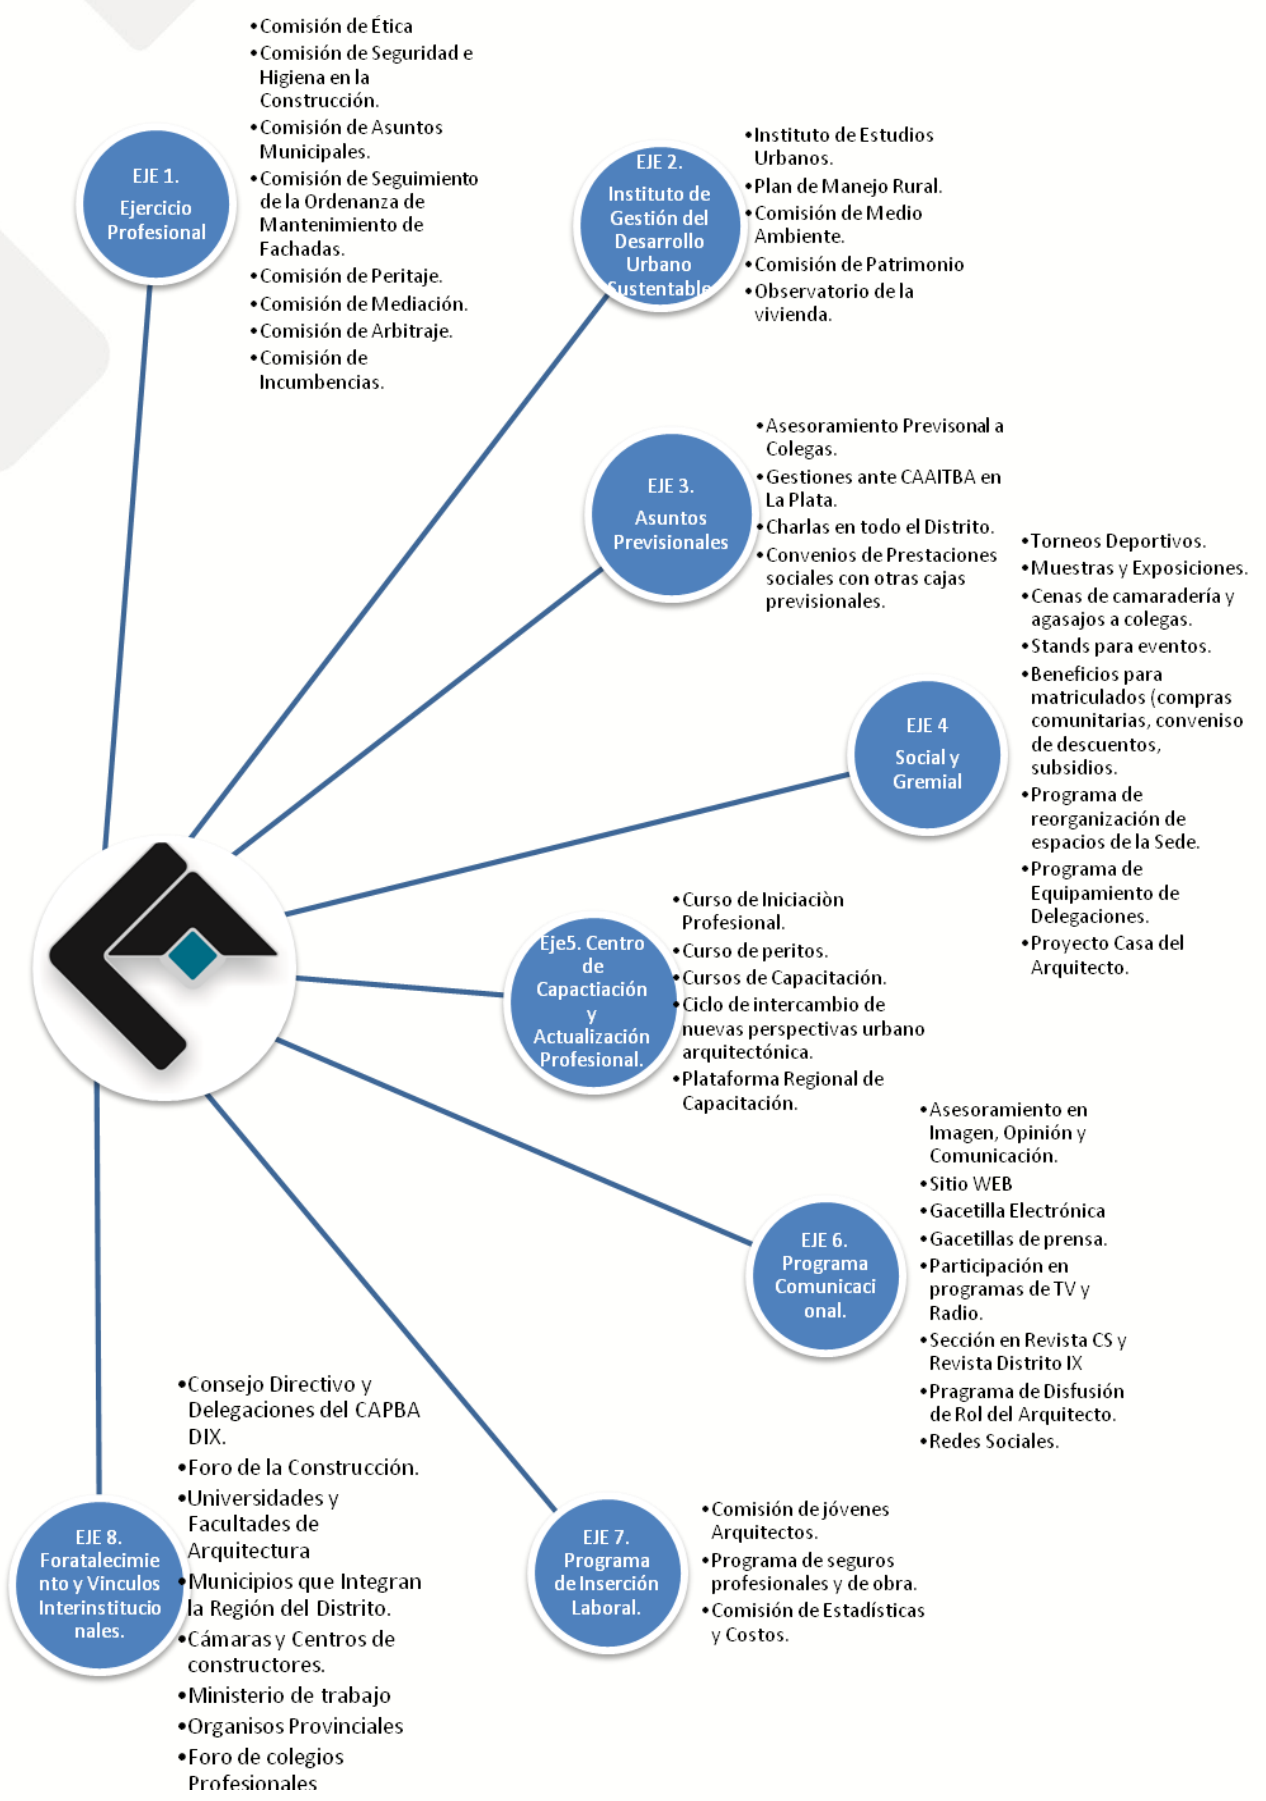 EJE 1.
Ejercicio
Profesional
•Comisión de Ética
•Comisión de Seguridad e
Higiena en la
Construcción.
•Comisión de Asuntos
Municipales.
•Comisión de Seguimiento
de la Ordenanza de
Mantenimiento de
Fachadas.
•Comisión de Peritaje.
•Comisión de Mediación.
•Comisión de Arbitraje.
•Comisión de
Incumbencias.
EJE 2.
Instituto de
Gestión del
Desarrollo
Urbano
Sustentable
•Instituto de Estudios
Urbanos.
•Plan de Manejo Rural.
•Comisión de Medio
Ambiente.
•Comisión de Patrimonio
•Observatorio de la
vivienda.
EJE 3.
Asuntos
Previsionales
•Asesoramiento Previsonal a
Colegas.
•Gestiones ante CAAITBA en
La Plata.
•Charlas en todo el Distrito.
•Convenios de Prestaciones
sociales con otras cajas
previsionales.
EJE 4
Social y
Gremial
•Torneos Deportivos.
•Muestras y Exposiciones.
•Cenas de camaradería y
agasajos a colegas.
•Stands para eventos.
•Beneficios para
matriculados (compras
comunitarias, conveniso
de descuentos,
subsidios.
•Programa de
reorganización de
espacios de la Sede.
•Programa de
Equipamiento de
Delegaciones.
•Proyecto Casa del
Arquitecto.
Eje5. Centro
de
Capactiación
y
Actualización
Profesional.
•Curso de Iniciaciòn
Profesional.
•Curso de peritos.
•Cursos de Capacitación.
•Ciclo de intercambio de
nuevas perspectivas urbano
arquitectónica.
•Plataforma Regional de
Capacitación.
EJE 6.
Programa
Comunicaci
onal.
•Asesoramiento en
Imagen, Opinión y
Comunicación.
•Sitio WEB
•Gacetilla Electrónica
•Gacetillas de prensa.
•Participación en
programas de TV y
Radio.
•Sección en Revista CS y
Revista Distrito IX
•Pragrama de Disfusión
de Rol del Arquitecto.
•Redes Sociales.
EJE 7.
Programa
de Inserción
Laboral.
•Comisión de jóvenes
Arquitectos.
•Programa de seguros
profesionales y de obra.
•Comisión de Estadísticas
y Costos.
EJE 8.
Foratalecimie
nto y Vinculos
Interinstitucio
nales.
•Consejo Directivo y
Delegaciones del CAPBA
DIX.
•Foro de la Construcción.
•Universidades y
Facultades de
Arquitectura
•Municipios que Integran
la Región del Distrito.
•Cámaras y Centros de
constructores.
•Ministerio de trabajo
•Organisos Provinciales
•Foro de colegios
Profesionales